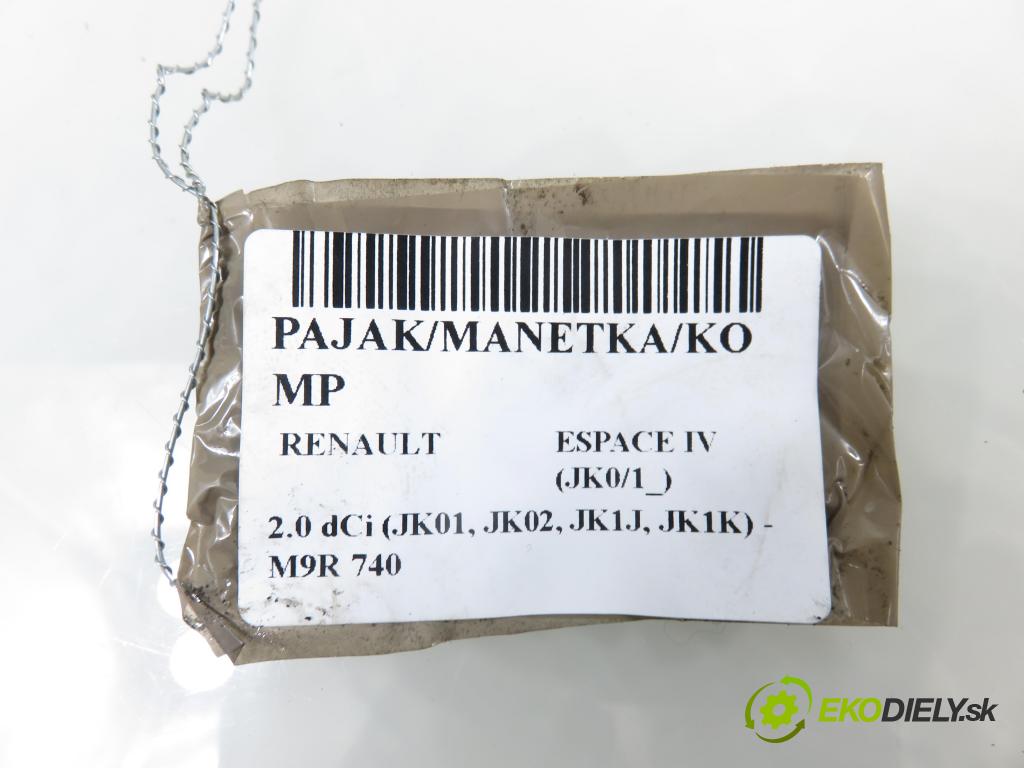 PAJAK/MANETKA/KO
MP
RENAULT ESPACE IV
(JK0/1_)
2.0 dCi (JK01, JK02, JK1J, JK1K) -
M9R 740
EKODIELY.sk